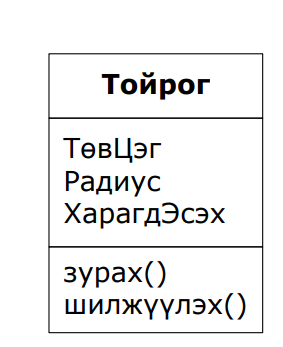 Тойрог
ТөвЦэг
Радиус
ХарагдЭсэх
зурах()
шилжүүлэх()